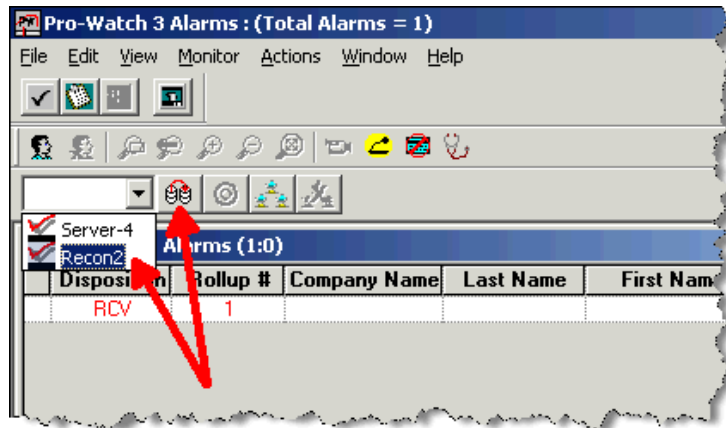 Pro-Watch 3 Alarms : (Total Alarms = 1)
File Edit View Monitor Actions Window Help
Server-4
Recon2
Alarms (1:0)
Disposition Rollup # Company Name Last Name First Nam
RCV 1